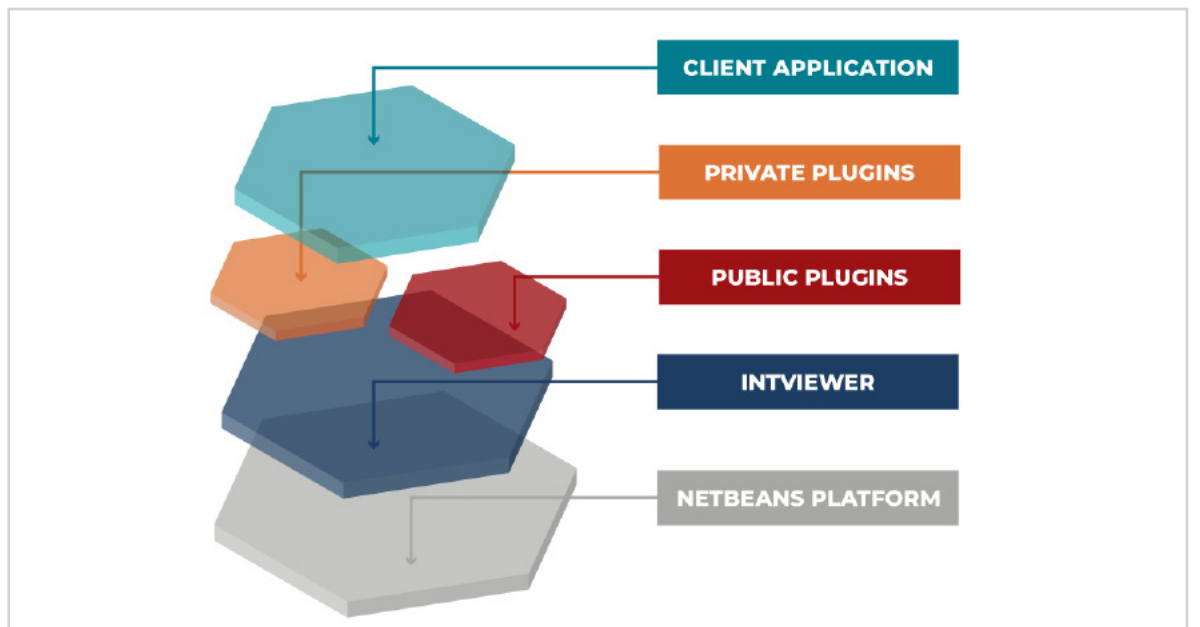 CLIENT APPLICATION
PRIVATE PLUGINS
PUBLIC PLUGINS
INTVIEWER
NETBEANS PLATFORM